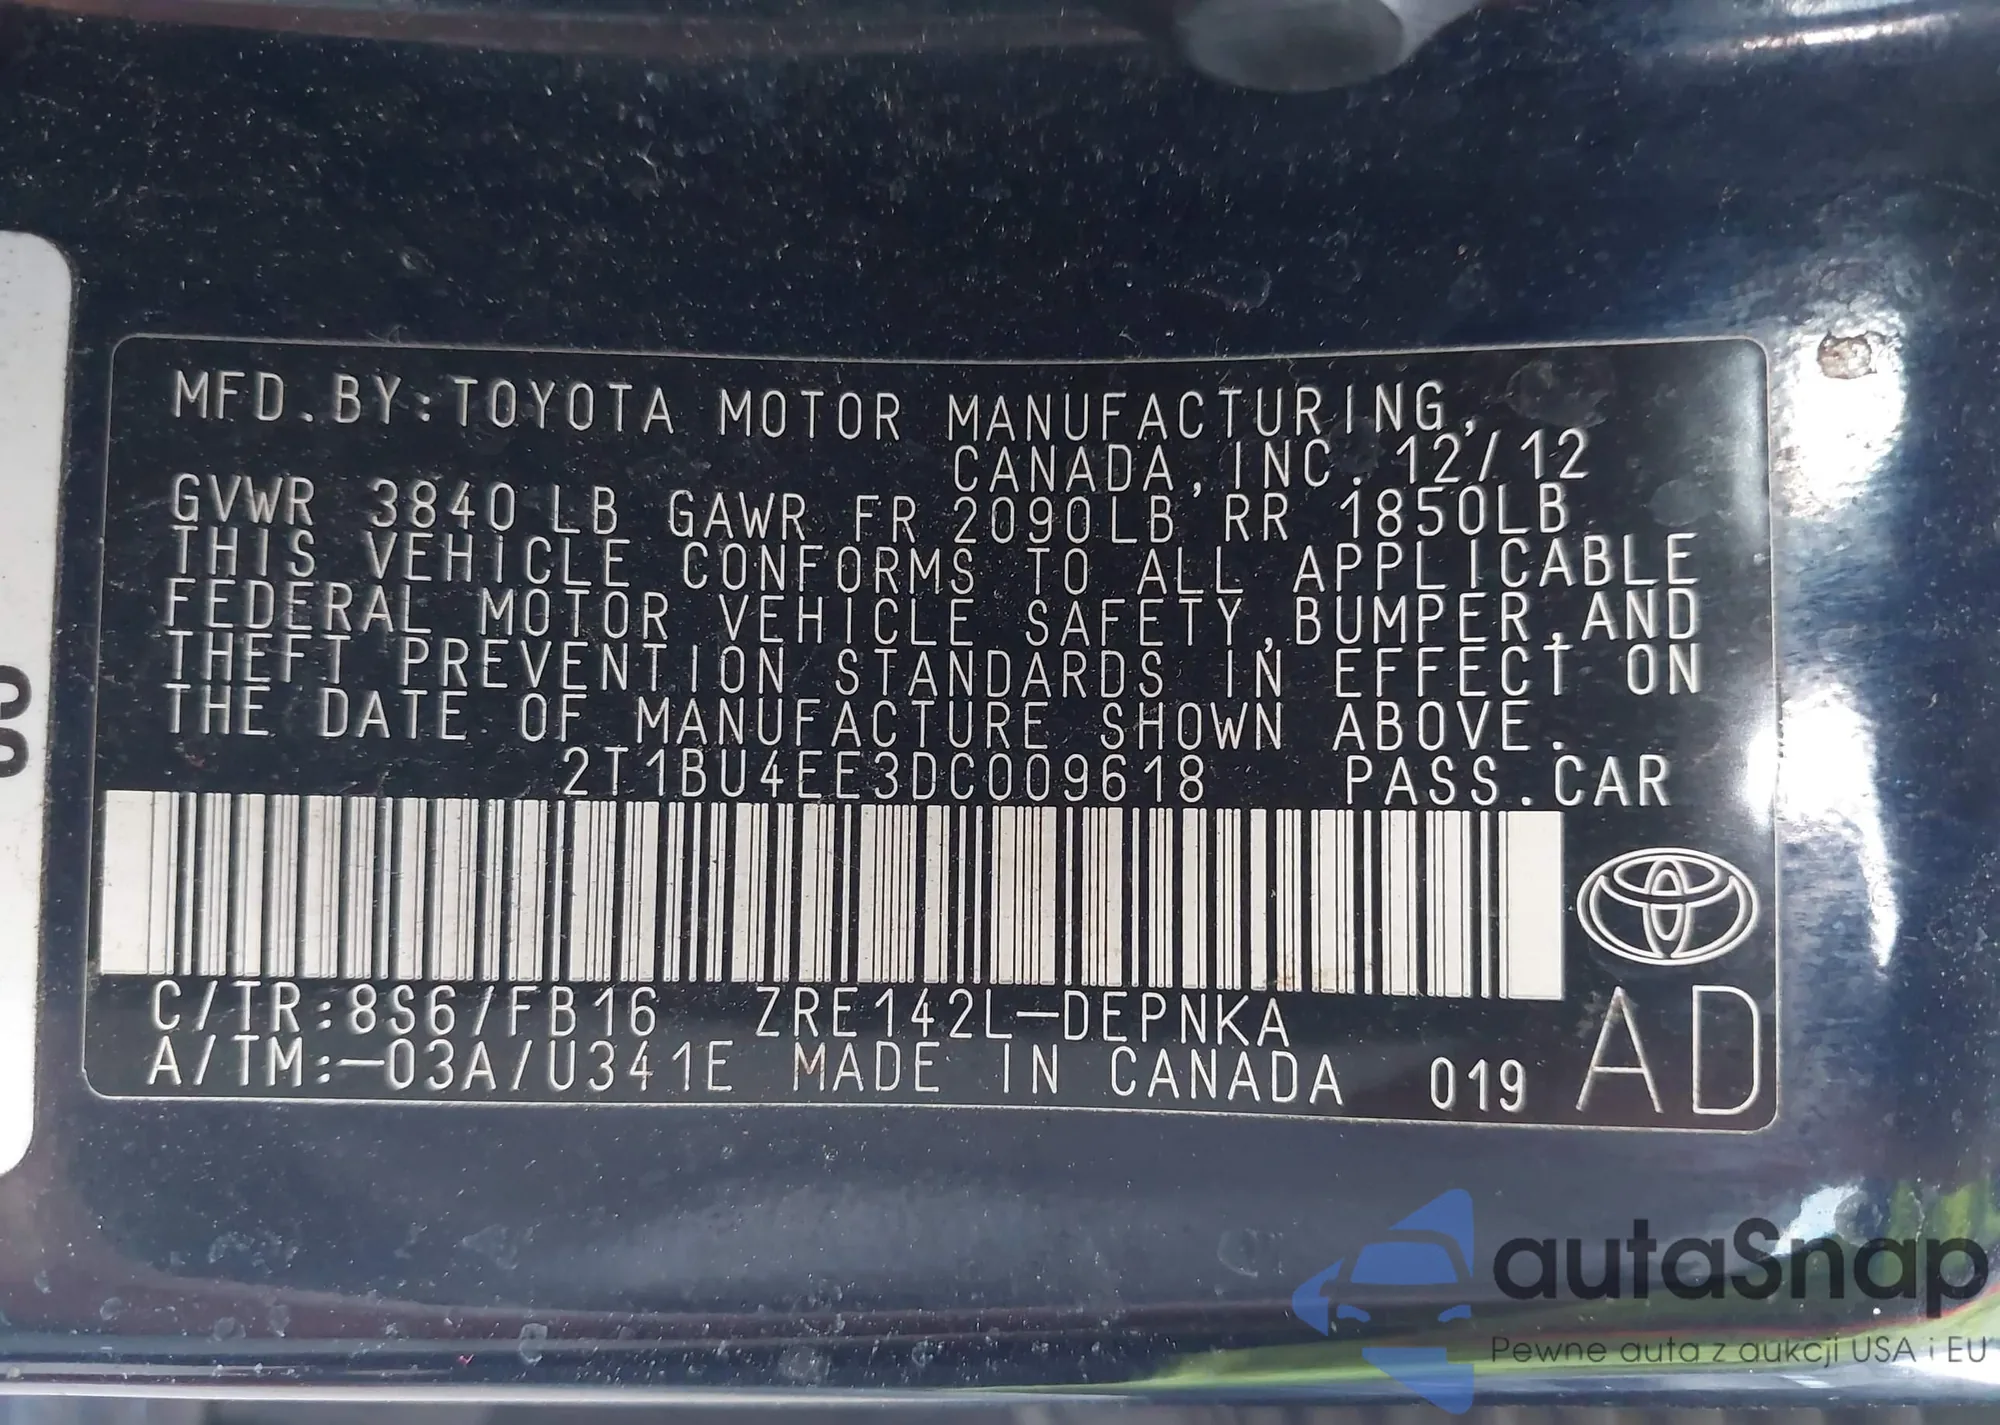 MFD.BY:TOYOTA MOTOR MANUFACTURING,
CANADA,INC. 12/12
GVWR 3840LB GAWR FR 2090LB RR 1850LB
THIS VEHICLE CONFORMS TO ALL APPLICABLE
FEDERAL MOTOR VEHICLE SAFETY,BUMPER,AND
THEFT PREVENTION STANDARDS IN EFFECT ON
THE DATE OF MANUFACTURE SHOWN ABOVE.
2T1BU4EE3DC009618 PASS.CAR
C/TR:8S6/FB16 ZRE142L-DEPNKA
A/TM:-03A/U341E MADE IN CANADA 019 AD
autaSnap
Pewne auta z aukcji USA i EU